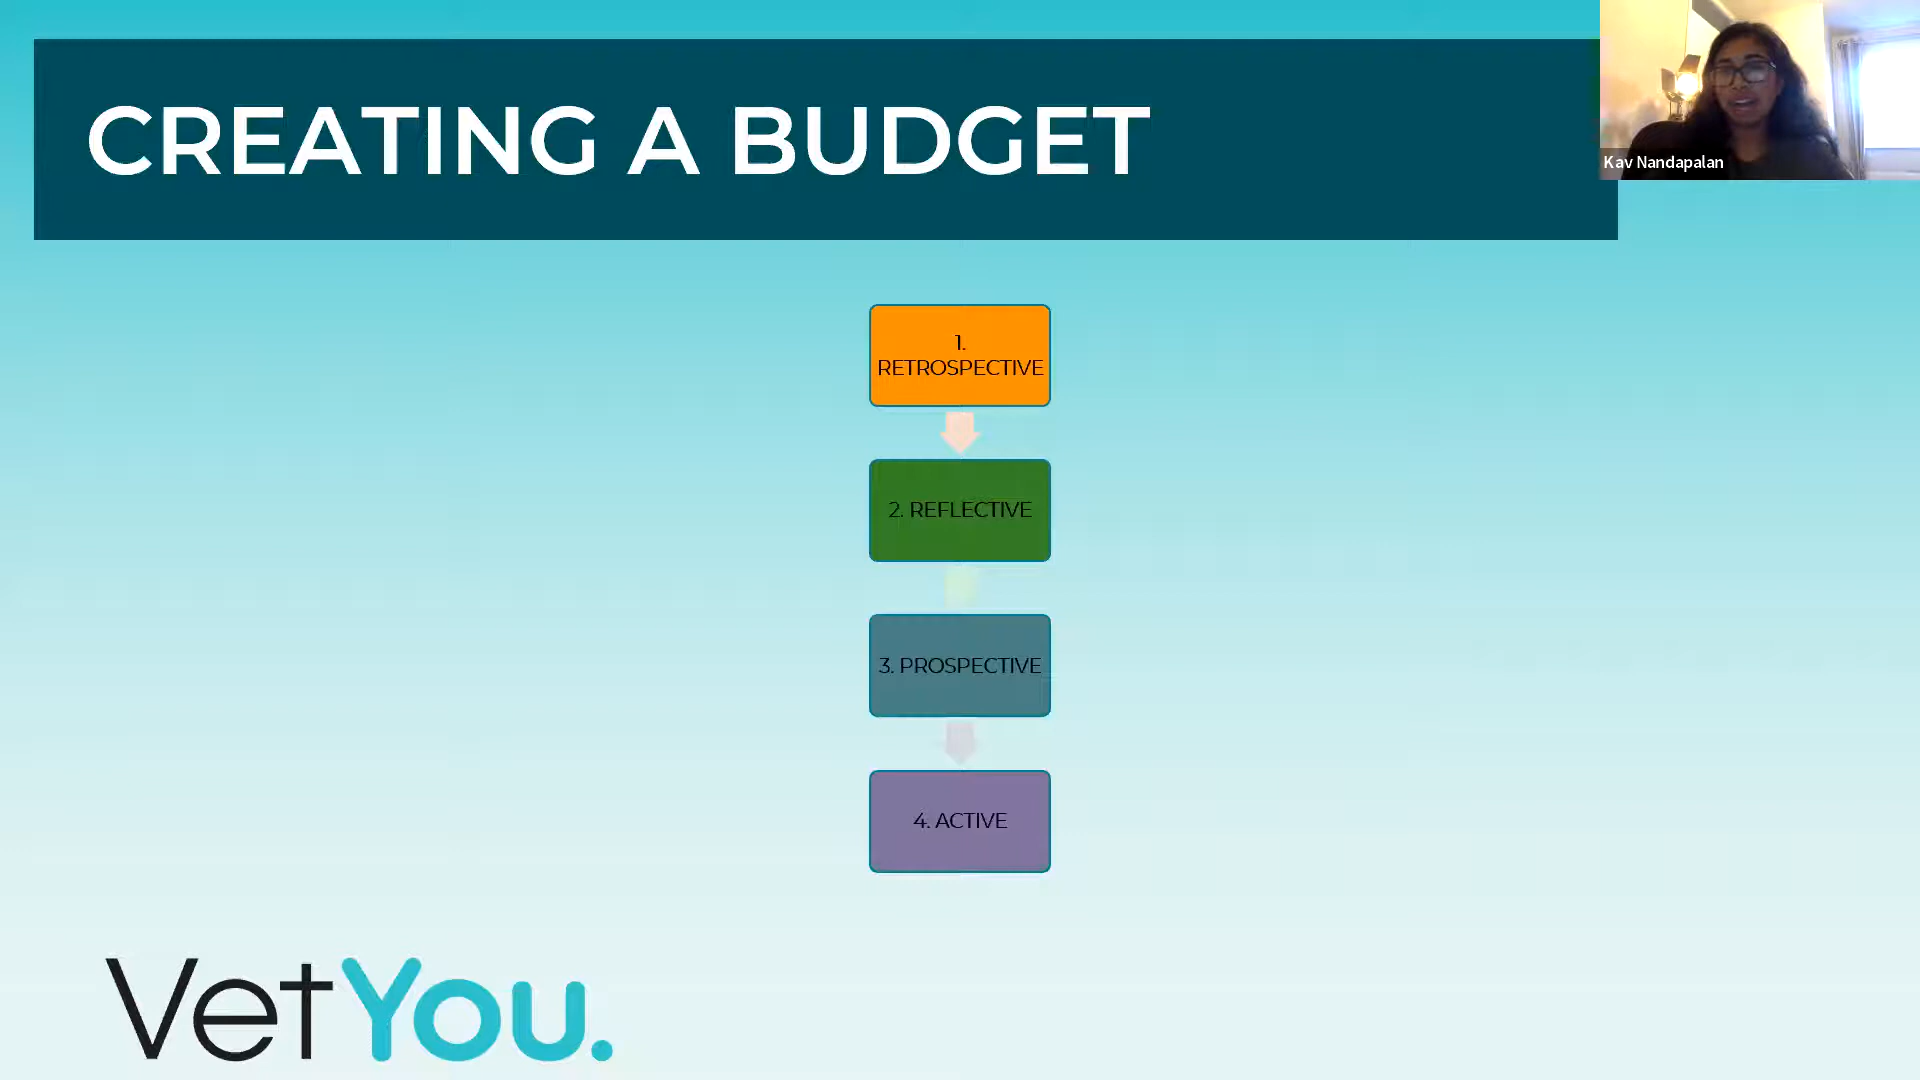 CREATING A BUDGET
Kav Nandapalan
1.
RETROSPECTIVE
2. REFLECTIVE
3. PROSPECTIVE
4. ACTIVE
VetYou.